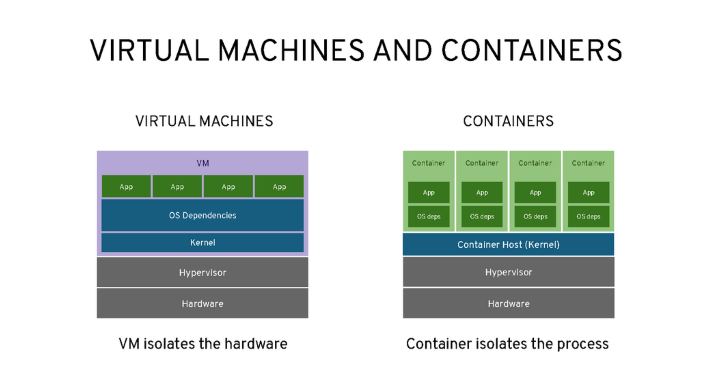 VIRTUAL MACHINES AND CONTAINERS
VIRTUAL MACHINES
VM
App App App App
OS Dependencies
Kernel
Hypervisor
Hardware
VM isolates the hardware
CONTAINERS
Container Container Container Container
App App App App
OS deps OS deps OS deps OS deps
Container Host (Kernel)
Hypervisor
Hardware
Container isolates the process